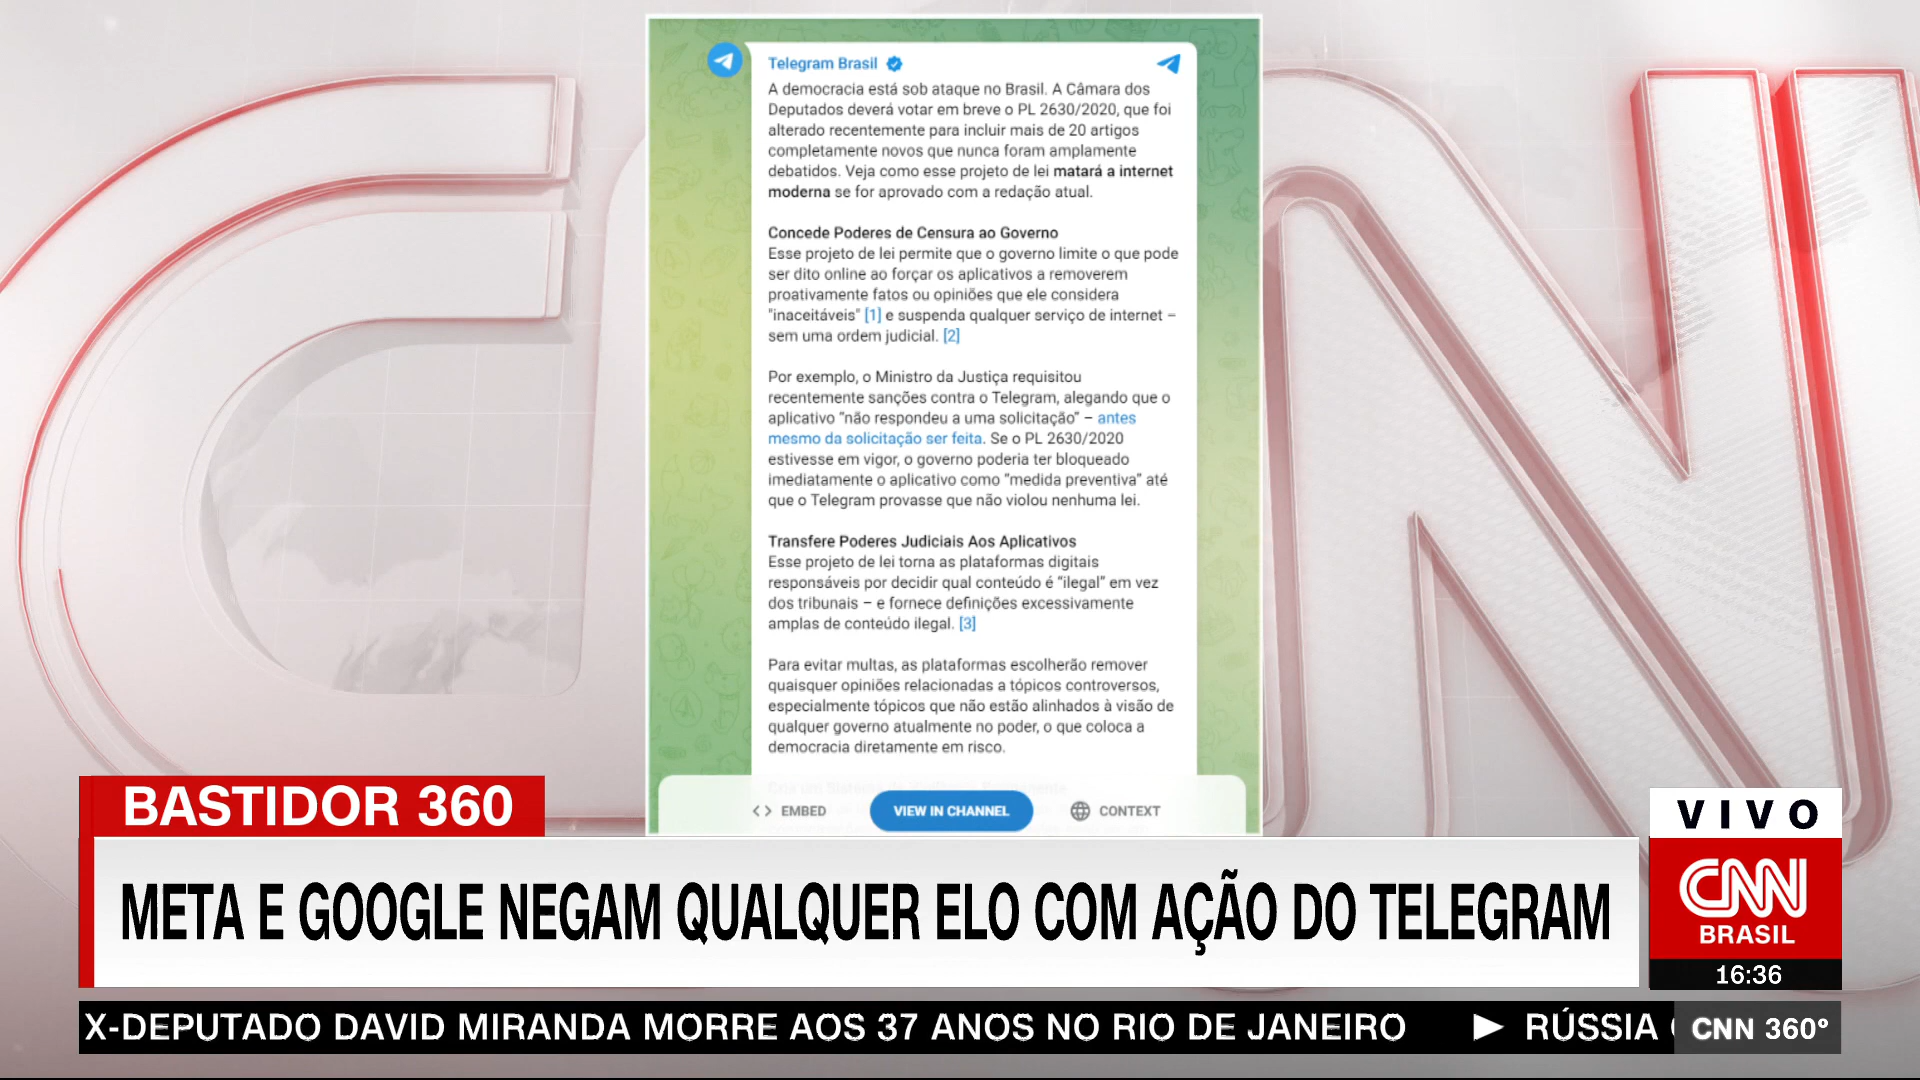 Telegram Brasil
A democracia está sob ataque no Brasil. A Câmara dos
Deputados deverá votar em breve o PL 2630/2020, que foi
alterado recentemente para incluir mais de 20 artigos
completamente novos que nunca foram amplamente
debatidos. Veja como esse projeto de lei matará a internet
moderna se for aprovado com a redação atual.
Concede Poderes de Censura ao Governo
Esse projeto de lei permite que o governo limite o que pode
ser dito online ao forçar os aplicativos a removerem
proativamente fatos ou opiniões que ele considera
"inaceitáveis" [1] e suspenda qualquer serviço de internet –
sem uma ordem judicial. [2]
Por exemplo, o Ministro da Justiça requisitou
recentemente sanções contra o Telegram, alegando que o
aplicativo “não respondeu a uma solicitação” – antes
mesmo da solicitação ser feita. Se o PL 2630/2020
estivesse em vigor, o governo poderia ter bloqueado
imediatamente o aplicativo como “medida preventiva” até
que o Telegram provasse que não violou nenhuma lei.
Transfere Poderes Judiciais Aos Aplicativos
Esse projeto de lei torna as plataformas digitais
responsáveis por decidir qual conteúdo é “ilegal” em vez
dos tribunais – e fornece definições excessivamente
amplas de conteúdo ilegal. [3]
Para evitar multas, as plataformas escolherão remover
quaisquer opiniões relacionadas a tópicos controversos,
especialmente tópicos que não estão alinhados à visão de
qualquer governo atualmente no poder, o que coloca a
democracia diretamente em risco.
EMBED
VIEW IN CHANNEL
CONTEXT
BASTIDOR 360
META E GOOGLE NEGAM QUALQUER ELO COM AÇÃO DO TELEGRAM
VIVO
CNN
BRASIL
16:36
X-DEPUTADO DAVID MIRANDA MORRE AOS 37 ANOS NO RIO DE JANEIRO ▶ RÚSSIA
CNN 360°